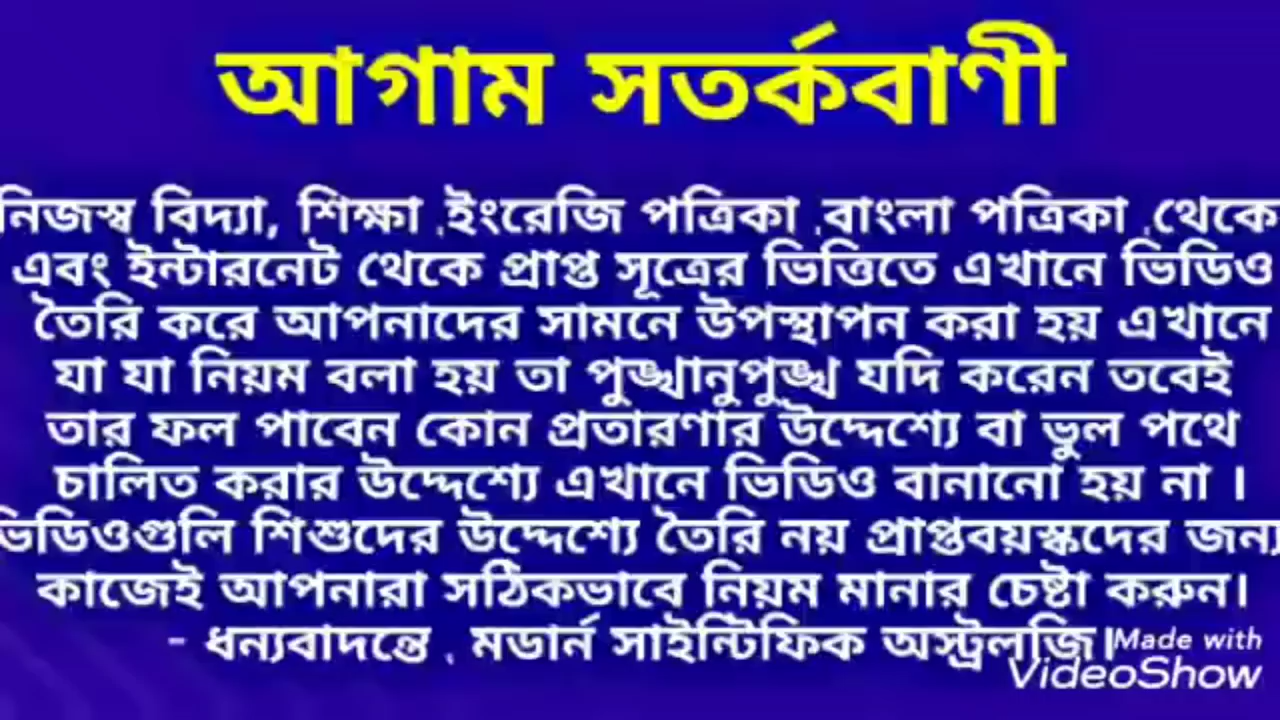 আগাম সতর্কবাণী
নিজস্ব বিদ্যা, শিক্ষা ,ইংরেজি পত্রিকা ,বাংলা পত্রিকা ,থেকে
এবং ইন্টারনেট থেকে প্রাপ্ত সূত্রের ভিত্তিতে এখানে ভিডিও
তৈরি করে আপনাদের সামনে উপস্থাপন করা হয় এখানে
যা যা নিয়ম বলা হয় তা পুঙ্খানুপুঙ্খ যদি করেন তবেই
তার ফল পাবেন কোন প্রতারণার উদ্দেশ্যে বা ভুল পথে
চালিত করার উদ্দেশ্যে এখানে ভিডিও বানানো হয় না ।
ভিডিওগুলি শিশুদের উদ্দেশ্যে তৈরি নয় প্রাপ্তবয়স্কদের জন্য
কাজেই আপনারা সঠিকভাবে নিয়ম মানার চেষ্টা করুন।
- ধন্যবাদন্তে , মডার্ন সাইন্টিফিক অস্ট্রলজি।
Made with
VideoShow